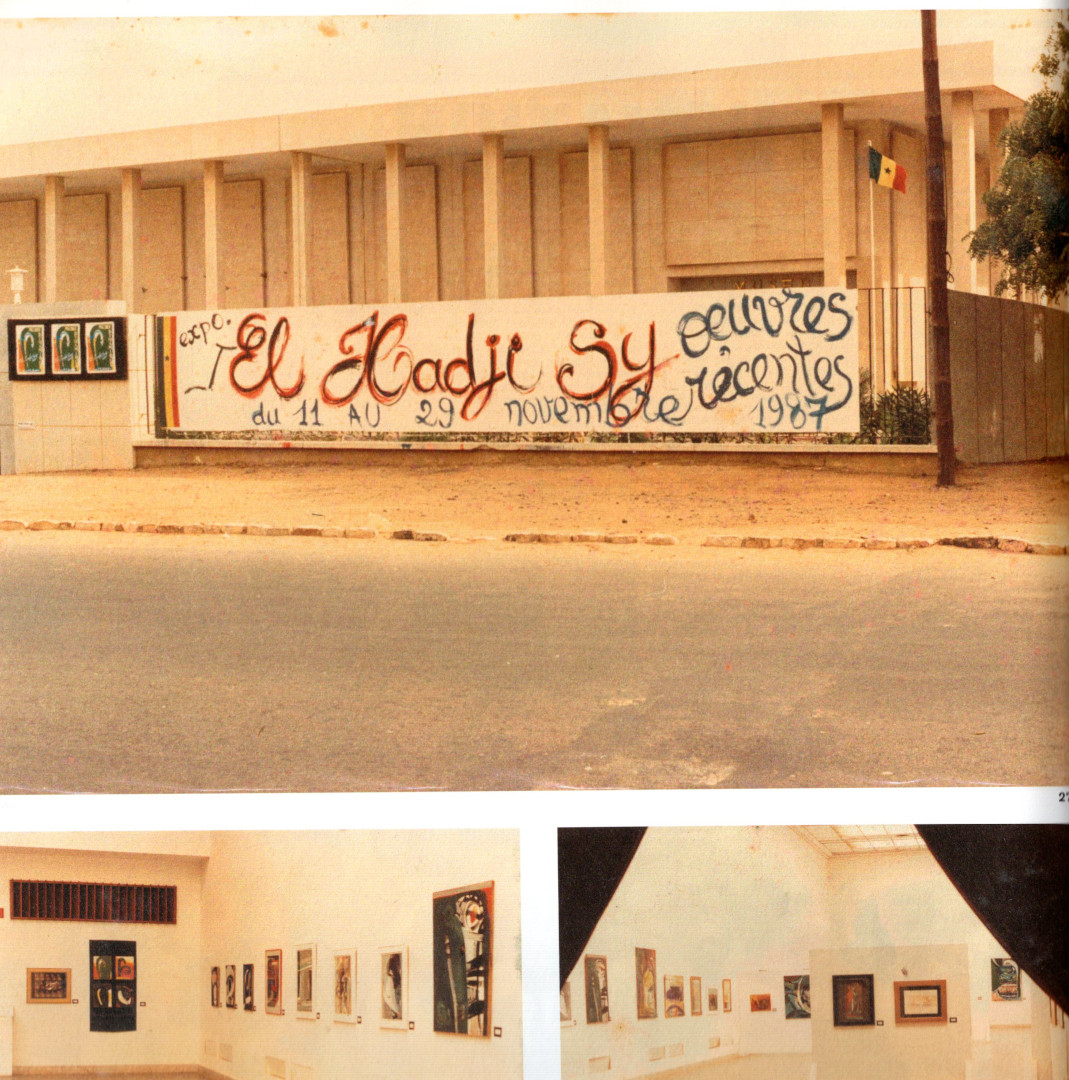 expo.
El Hadji Sy
oeuvres
récentes
du 11 AU 29 novembre 1987